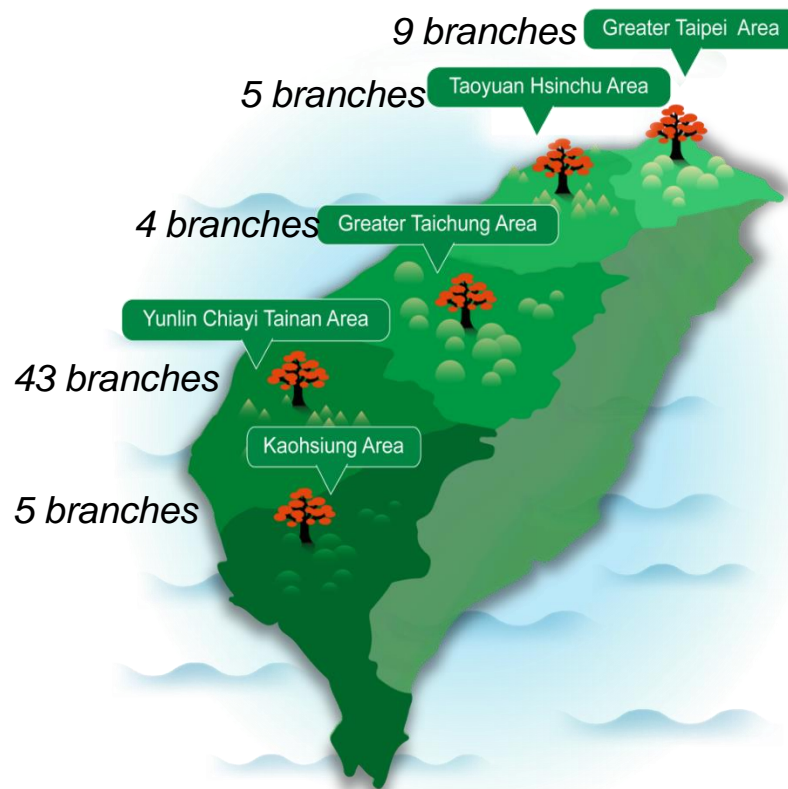 9 branches Greater Taipei Area
5 branches Taoyuan Hsinchu Area
4 branches Greater Taichung Area
Yunlin Chiayi Tainan Area
43 branches
Kaohsiung Area
5 branches